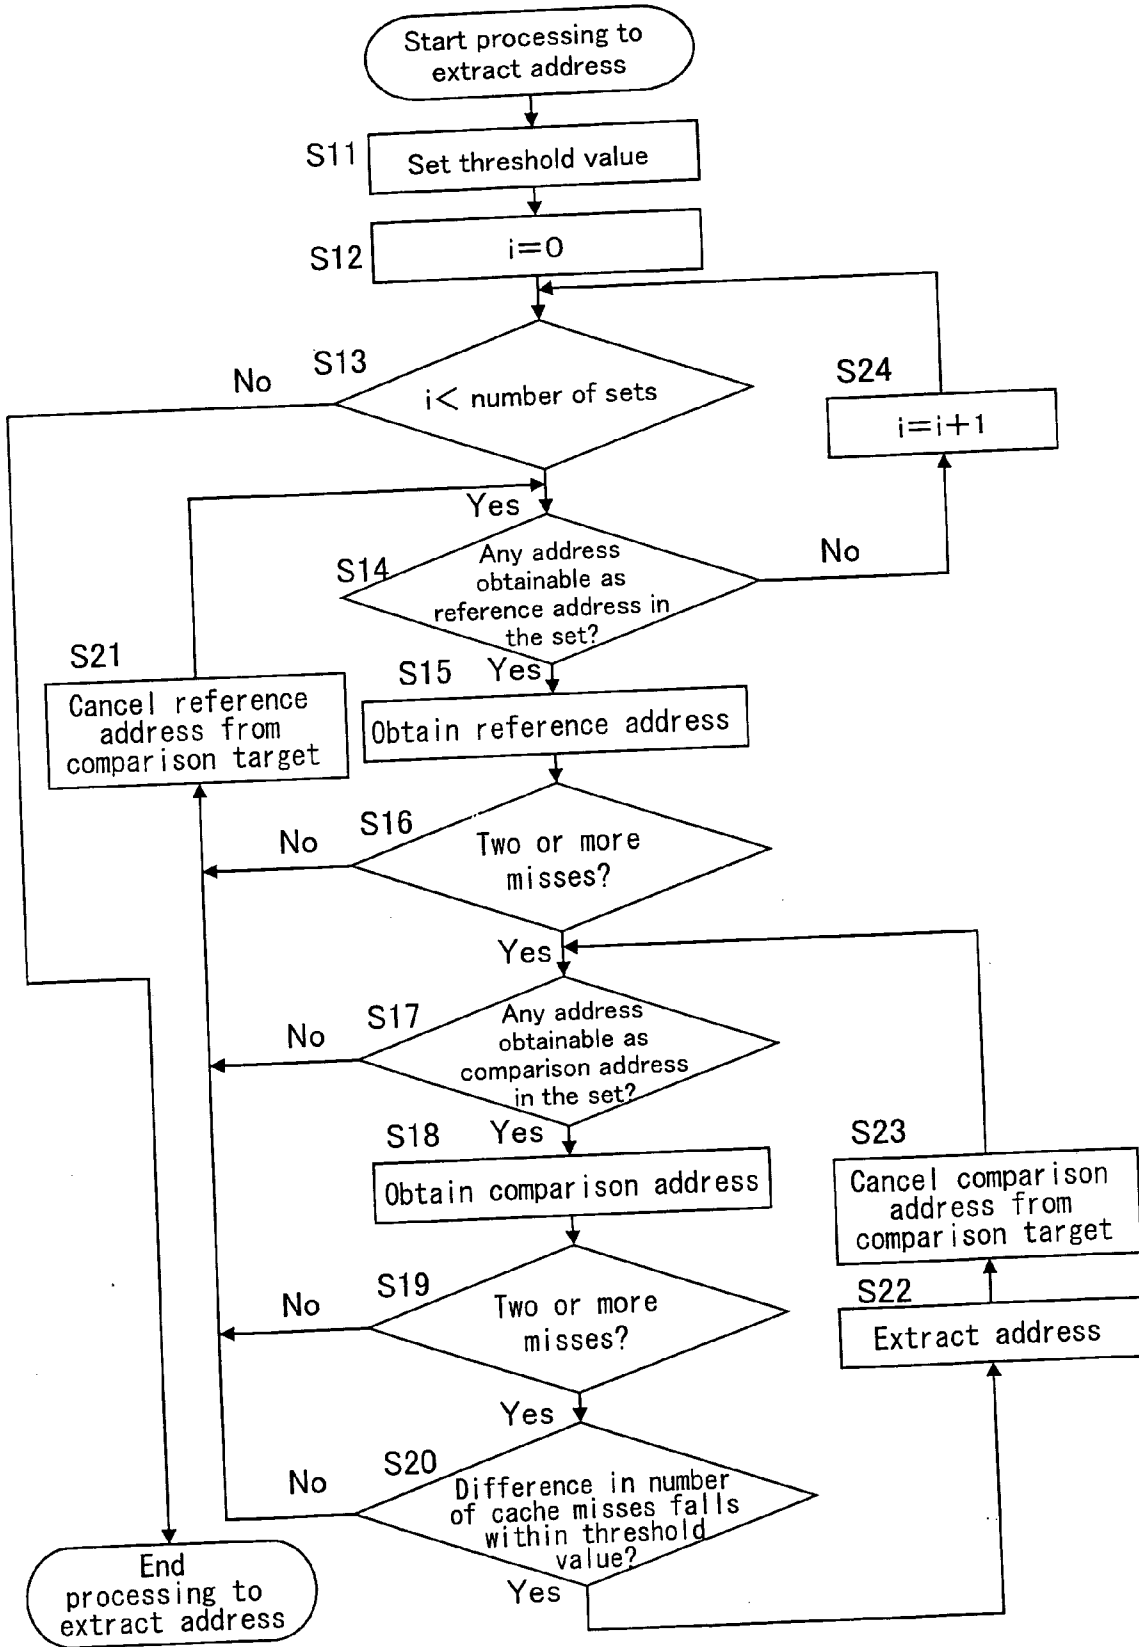 Start processing to
extract address
S11
Set threshold value
S12
i=0
S13
No
i< number of sets
S24
i=i+1
Yes
S14
Any address
obtainable as
reference address in
the set?
No
S21
Cancel reference
address from
comparison target
S15
Yes
Obtain reference address
S16
No
Two or more
misses?
Yes
S17
No
Any address
obtainable as
comparison address
in the set?
S18
Yes
Obtain comparison address
S23
Cancel comparison
address from
comparison target
S19
No
Two or more
misses?
S22
Extract address
Yes
S20
No
Difference in number
of cache misses falls
within threshold
value?
Yes
End
processing to
extract address